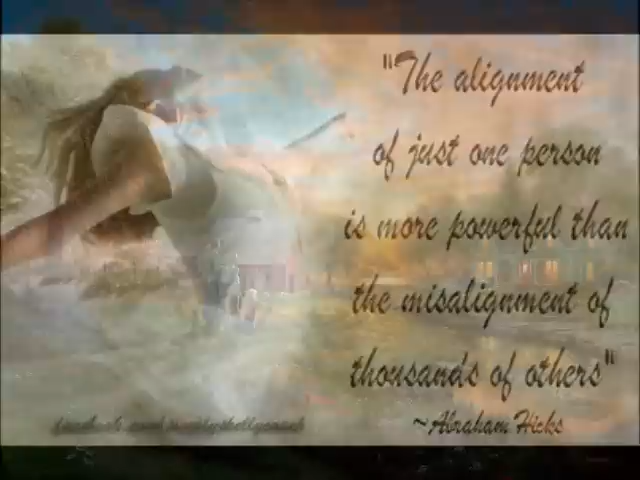 "The alignment
of just one person
is more powerful than
the misalignment of
thousands of others"
~Abraham Hicks